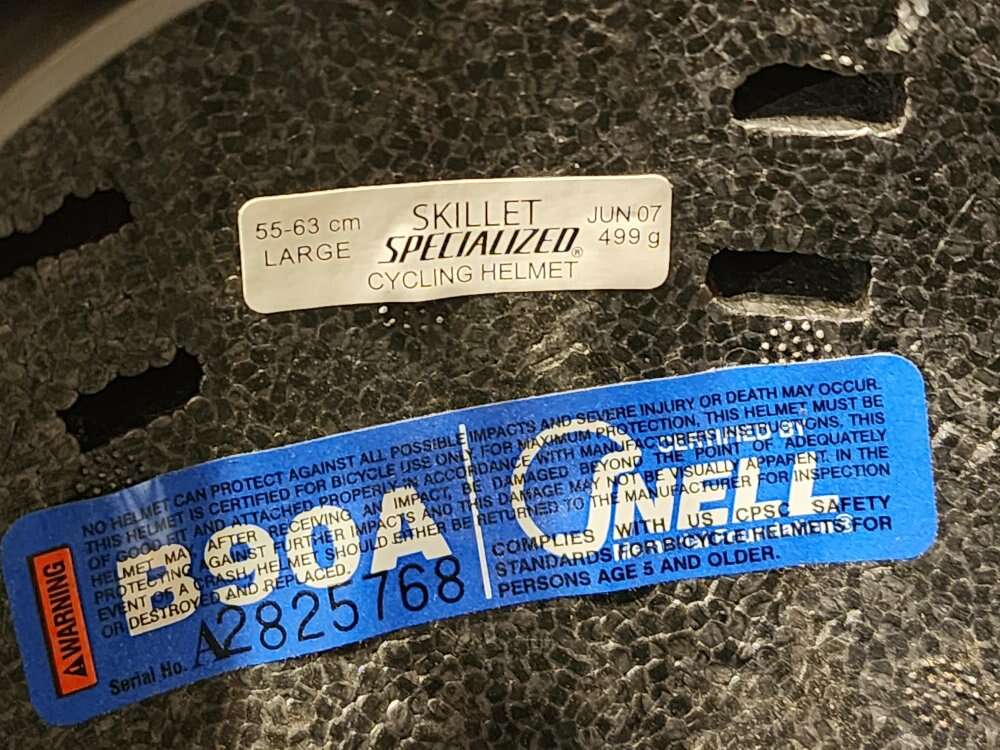 55-63 cm
LARGE
SKILLET
SPECIALIZED®
CYCLING HELMET
JUN 07
499 g
NO HELMET CAN PROTECT AGAINST ALL POSSIBLE IMPACTS AND SEVERE INJURY OR DEATH MAY OCCUR.
THIS HELMET IS CERTIFIED FOR BICYCLE USE ONLY. FOR MAXIMUM PROTECTION, THIS HELMET MUST BE
OF GOOD FIT AND ATTACHED PROPERLY IN ACCORDANCE WITH MANUFACTURERS INSTRUCTIONS, THIS
HELMET MAY AFTER RECEIVING AN IMPACT, BE DAMAGED BEYOND THE POINT OF ADEQUATELY
PROTECTING AGAINST FURTHER IMPACTS AND THIS DAMAGE MAY NOT BE VISUALLY APPARENT. IN THE
EVENT OF A CRASH, HELMET SHOULD EITHER BE RETURNED TO THE MANUFACTURER FOR INSPECTION
OR DESTROYED AND REPLACED.
COMPLIES WITH US CPSC SAFETY
STANDARDS FOR BICYCLE HELMETS FOR
PERSONS AGE 5 AND OLDER.
⚠WARNING
B90A
SNELL
Serial No. A2825768